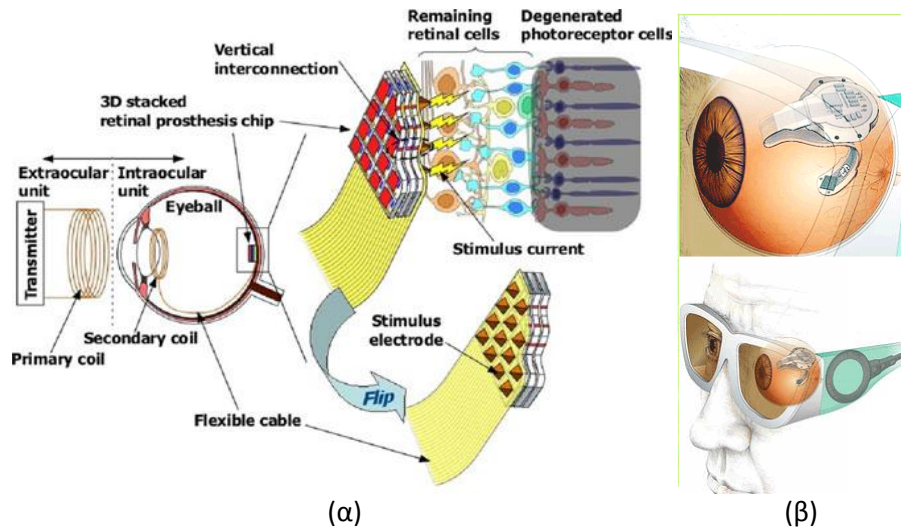 Remaining
retinal cells
Degenerated
photoreceptor cells
Vertical
interconnection
3D stacked
retinal prosthesis chip
Extraocular
unit
Intraocular
unit
Eyeball
Transmitter
Stimulus current
Secondary coil
Primary coil
Stimulus
electrode
Flip
Flexible cable
(α)
(β)